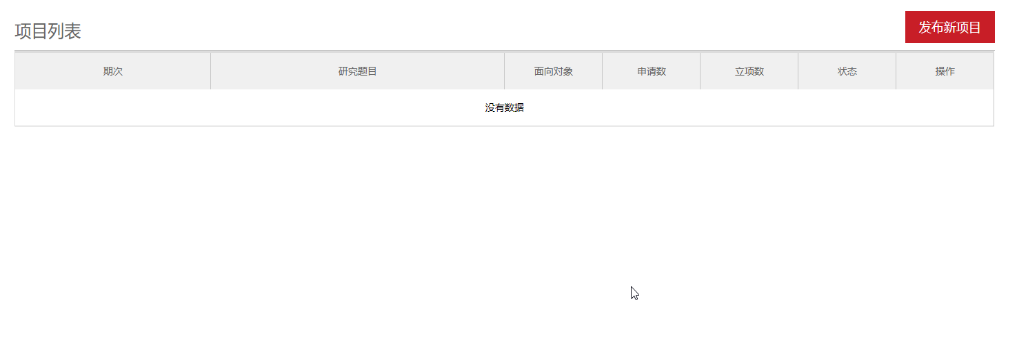 项目列表
发布新项目
期次 研究题目 面向对象 申请数 立项数 状态 操作
没有数据